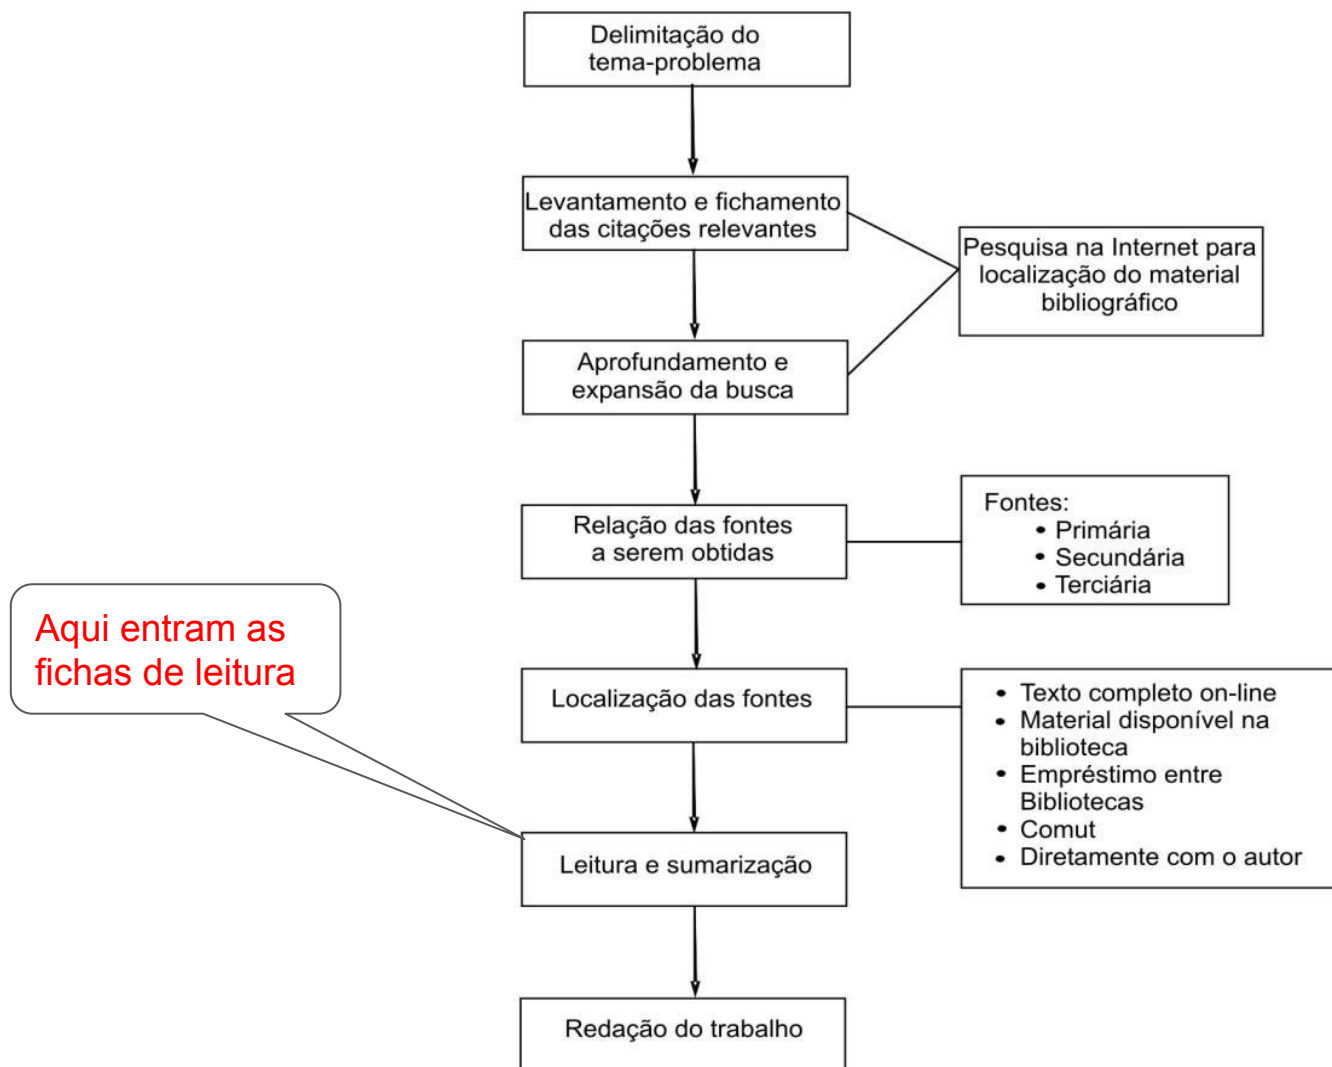 Delimitação do
tema-problema
Levantamento e fichamento
das citações relevantes
Pesquisa na Internet para
localização do material
bibliográfico
Aprofundamento e
expansão da busca
Relação das fontes
a serem obtidas
Fontes:
• Primária
• Secundária
• Terciária
Aqui entram as
fichas de leitura
Localização das fontes
• Texto completo on-line
• Material disponível na
biblioteca
• Empréstimo entre
Bibliotecas
• Comut
• Diretamente com o autor
Leitura e sumarização
Redação do trabalho